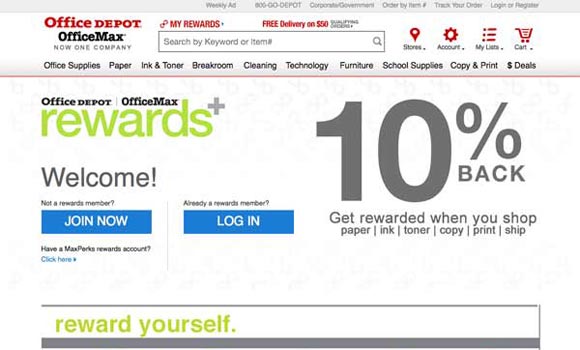 Weekly Ad 800-GO-DEPOT Corporate/Government Order by Item # Track Your Order Login or Register
Office DEPOT
OfficeMax
NOW ONE COMPANY
MY REWARDS
FREE Delivery on $50 QUALIFYING ORDERS
Search by Keyword or Item#
Stores Account My Lists Cart
Office Supplies Paper Ink & Toner Breakroom Cleaning Technology Furniture School Supplies Copy & Print $ Deals
Office DEPOT | OfficeMax
rewards+
10% BACK
Get rewarded when you shop
paper | ink | toner | copy | print | ship
Welcome!
Not a rewards member?
JOIN NOW
Already a rewards member?
LOG IN
Have a MaxPerks rewards account?
Click here
reward yourself.